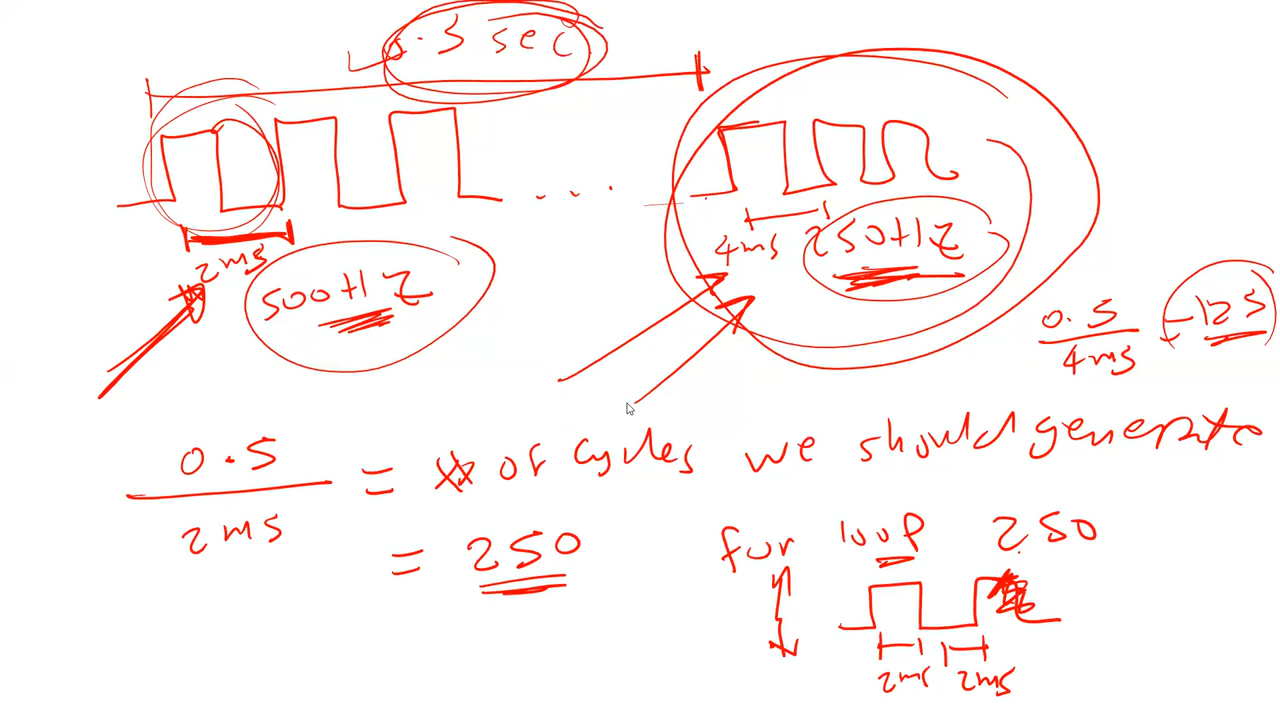 0.5 sec
2ms
500Hz
4ms 250Hz
0.5
4ms
=125
0.5
2ms
= # of cycles we should generate
= 250
for loop 250
2ms 2ms